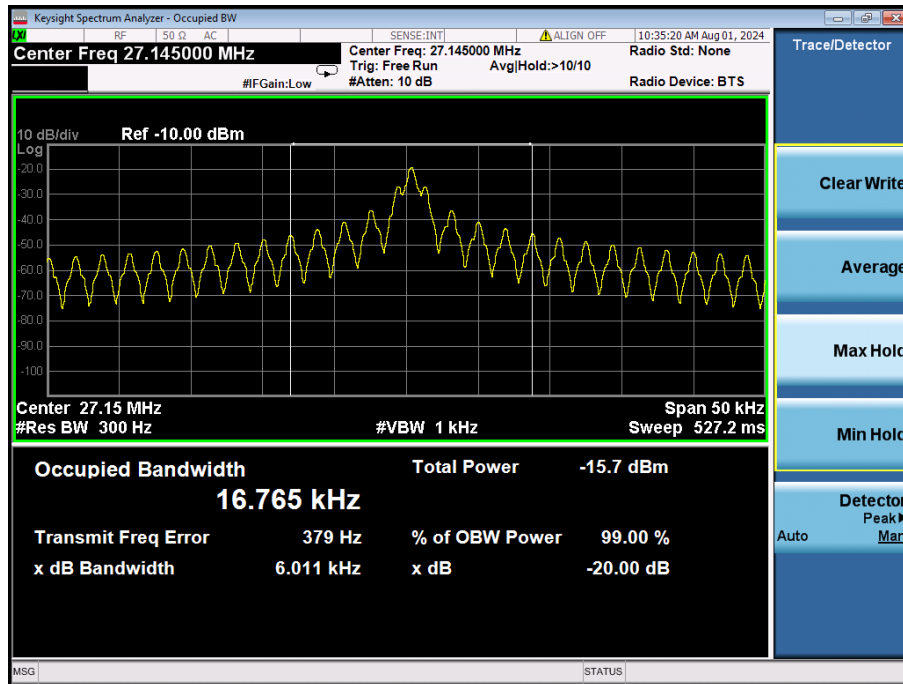 Keysight Spectrum Analyzer - Occupied BW
LXI RF 50 Ω AC SENSE:INT ALIGN OFF 10:35:20 AM Aug 01, 2024
Center Freq 27.145000 MHz
Center Freq: 27.145000 MHz Radio Std: None
Trig: Free Run Avg|Hold:>10/10
#IFGain:Low #Atten: 10 dB Radio Device: BTS
10 dB/div Ref -10.00 dBm
Log
-20.0
-30.0
-40.0
-50.0
-60.0
-70.0
-80.0
-90.0
-100
Center 27.15 MHz Span 50 kHz
#Res BW 300 Hz #VBW 1 kHz Sweep 527.2 ms
Occupied Bandwidth Total Power -15.7 dBm
16.765 kHz
Transmit Freq Error 379 Hz % of OBW Power 99.00 %
x dB Bandwidth 6.011 kHz x dB -20.00 dB
MSG STATUS
Trace/Detector
Clear Write
Average
Max Hold
Min Hold
Detector
Peak
Auto Man